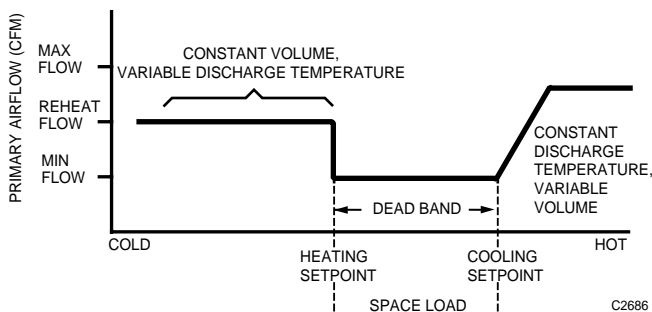 PRIMARY AIRFLOW (CFM)
MAX
FLOW
REHEAT
FLOW
MIN
FLOW
CONSTANT VOLUME,
VARIABLE DISCHARGE TEMPERATURE
CONSTANT
DISCHARGE
TEMPERATURE,
VARIABLE
VOLUME
DEAD BAND
COLD
HOT
HEATING
SETPOINT
COOLING
SETPOINT
SPACE LOAD
C2686